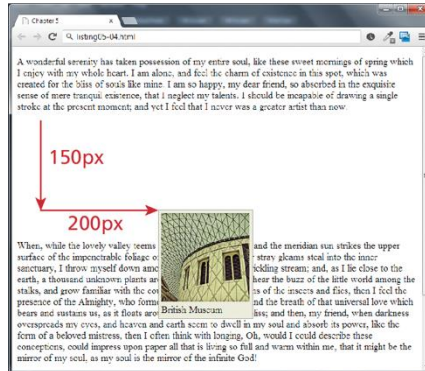 Chapter 5
listing05-04.html
A wonderful serenity has taken possession of my entire soul, like these sweet mornings of spring which
I enjoy with my whole heart. I am alone, and feel the charm of existence in this spot, which was
created for the bliss of souls like mine. I am so happy, my dear friend, so absorbed in the exquisite
sense of mere tranquil existence, that I neglect my talents. I should be incapable of drawing a single
stroke at the present moment; and yet I feel that I never was a greater artist than now.
150px
200px
When, while the lovely valley teems and the meridian sun strikes the upper
surface of the impenetrable foliage o stray gleams steal into the inner
sanctuary, I throw myself down amo ickling stream; and, as I lie close to the
earth, a thousand unknown plants ar hear the buzz of the little world among the
stalks, and grow familiar with the cou ns of the insects and flies, then I feel the
presence of the Almighty, who forme and the breath of that universal love which
bears and sustains us, as it floats arou liss; and then, my friend, when darkness
British Museum
overspreads my eyes, and heaven and earth seem to dwell in my soul and absorb its power, like the
form of a beloved mistress, then I often think with longing, Oh, would I could describe these
conceptions, could impress upon paper all that is living so full and warm within me, that it might be the
mirror of my soul, as my soul is the mirror of the infinite God!